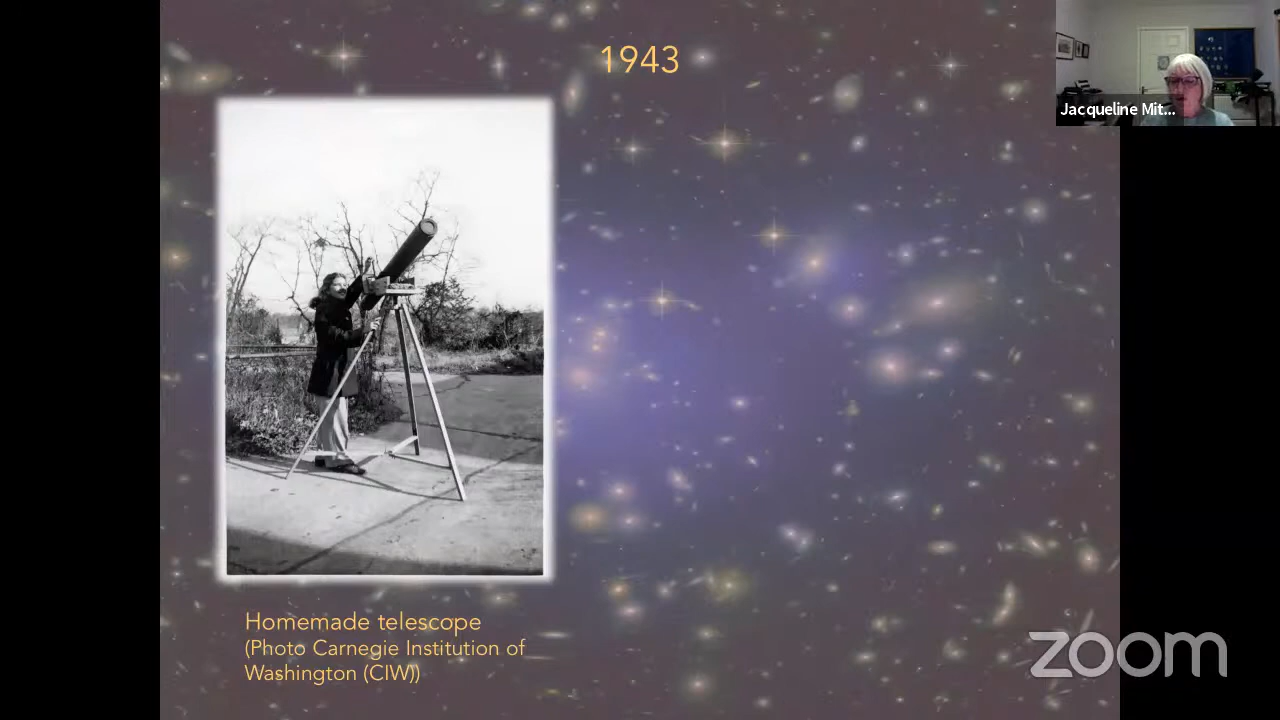 1943
Jacqueline Mit...
Homemade telescope
(Photo Carnegie Institution of
Washington (CIW))
zoom